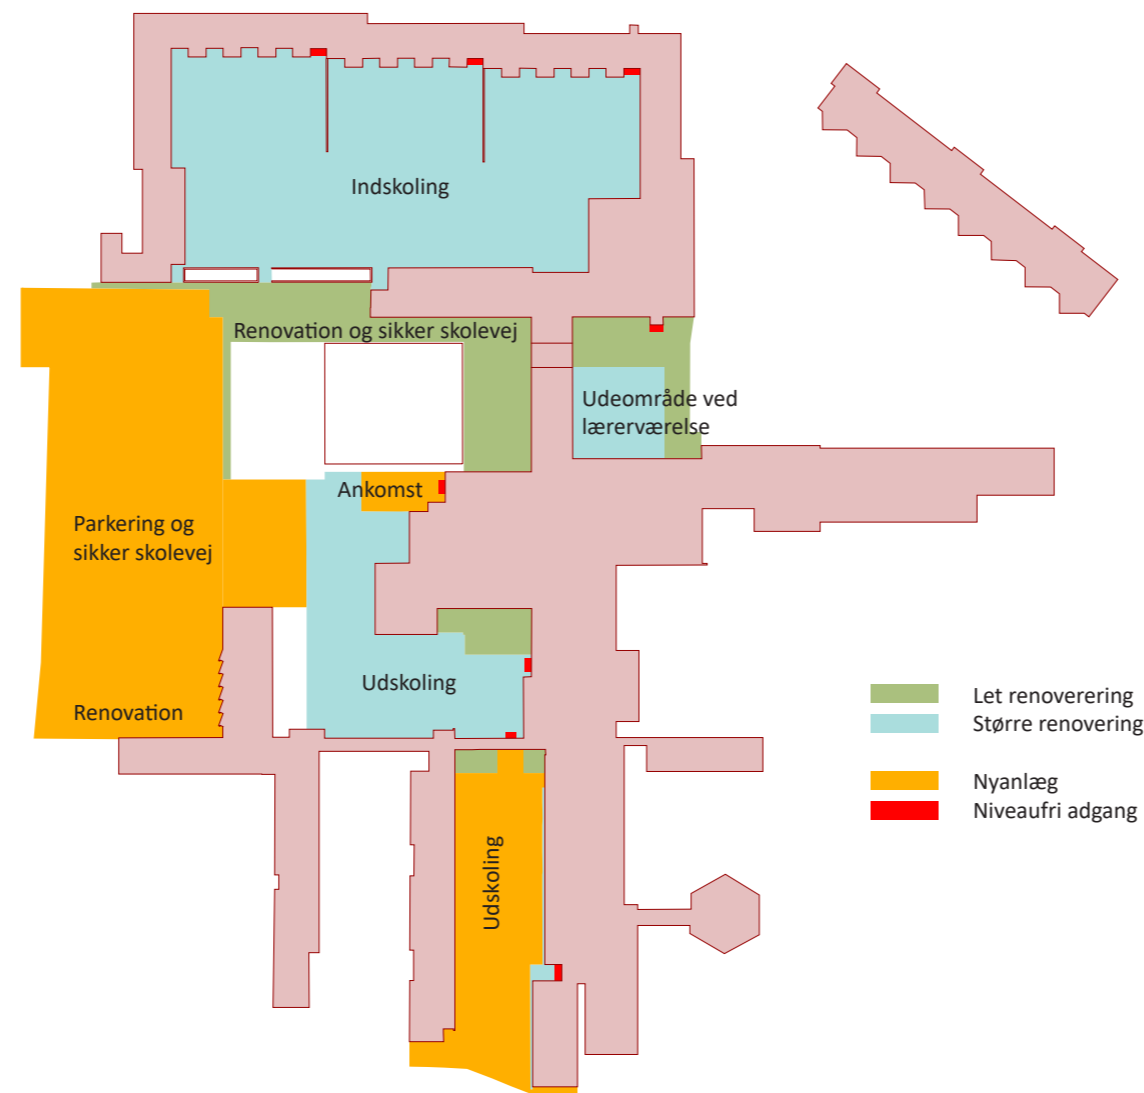 Indskoling
Renovation og sikker skolevej
Udeområde ved
lærerværelse
Ankomst
Parkering og
sikker skolevej
Udskoling
Renovation
Udskoling
Let renoverering
Større renovering
Nyanlæg
Niveaufri adgang